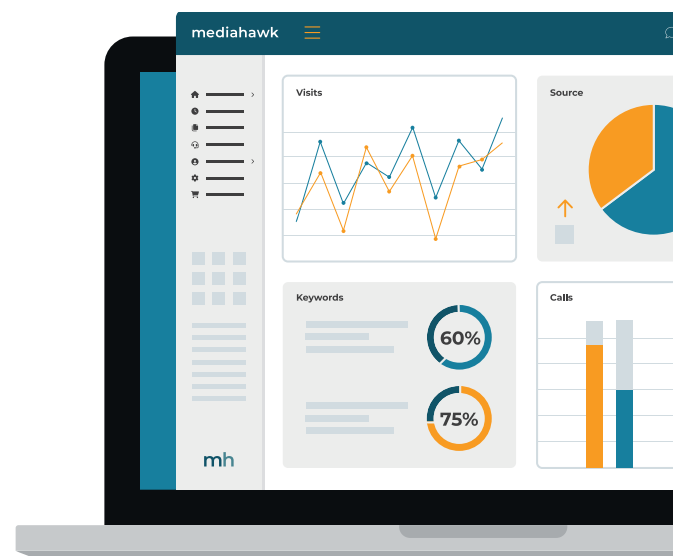 mediahawk
Visits
Source
Keywords
60%
75%
Calls
mh